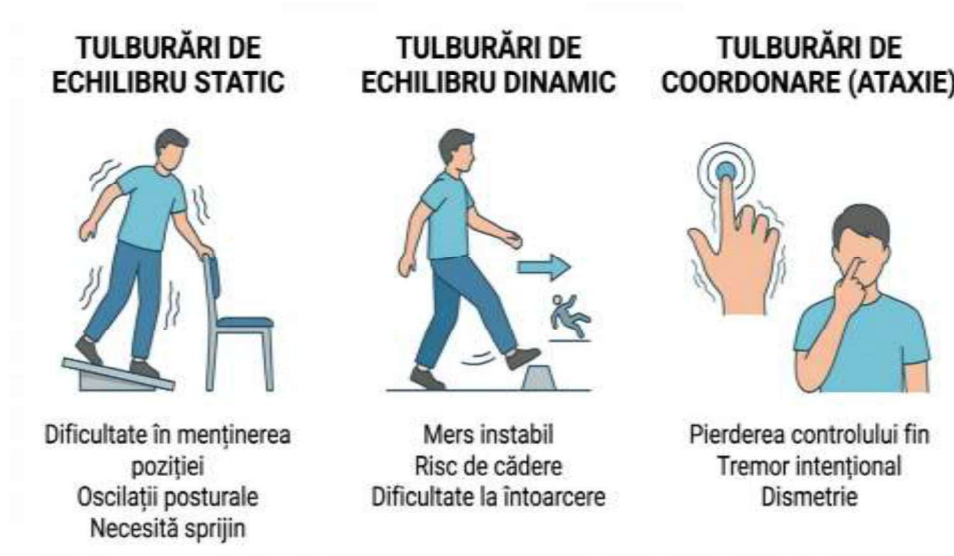 TULBURĂRI DE
ECHILIBRU STATIC
Dificultate în menținerea
poziției
Oscilații posturale
Necesită sprijin
TULBURĂRI DE
ECHILIBRU DINAMIC
Mers instabil
Risc de cădere
Dificultate la întoarcere
TULBURĂRI DE
COORDONARE (ATAXIE)
Pierderea controlului fin
Tremor intențional
Dismetrie